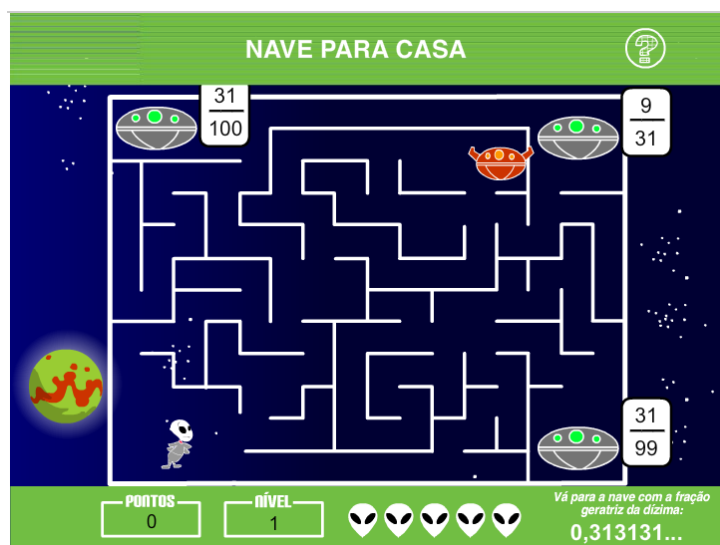 NAVE PARA CASA
?
31
100
9
31
31
99
PONTOS
0
NÍVEL
1
Vá para a nave com a fração
geratriz da dízima:
0,313131...